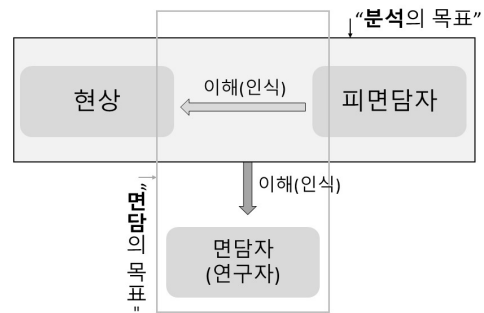 “분석의 목표”
현상
이해(인식)
피면담자
이해(인식)
“면담의 목표"
면담자
(연구자)